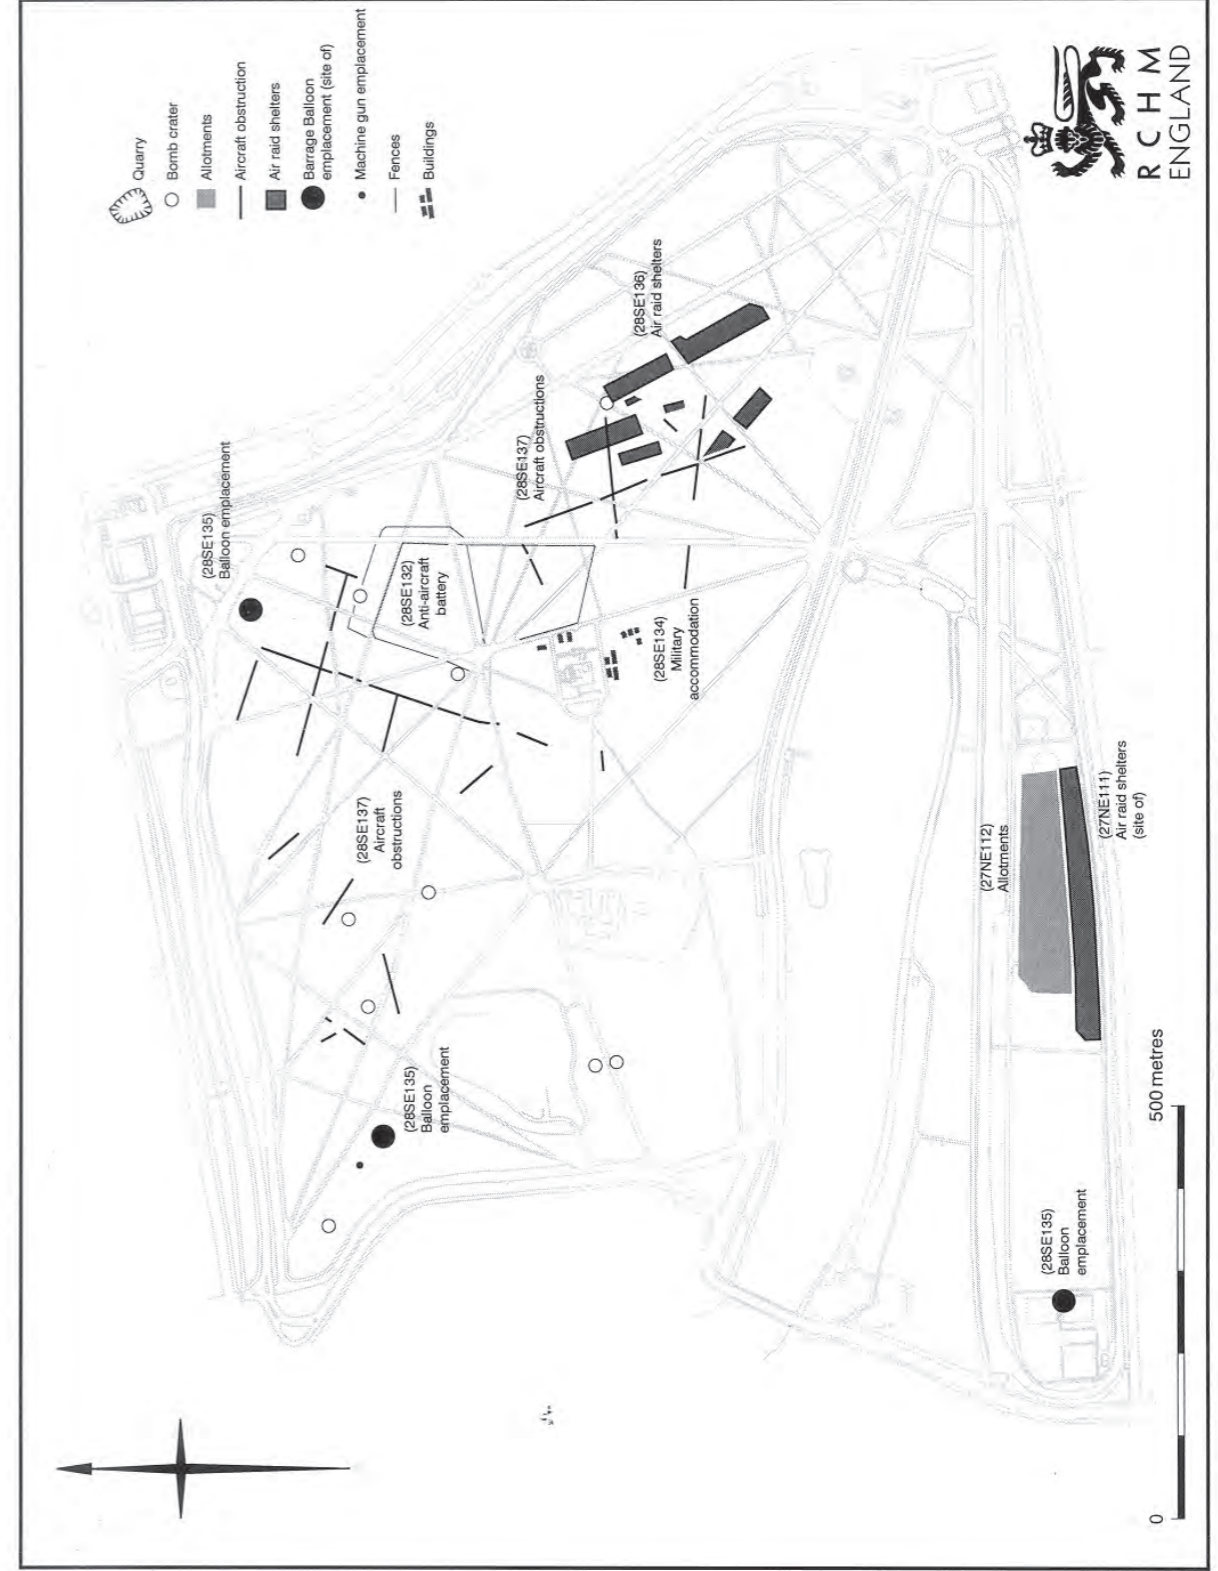 Quarry
Bomb crater
Allotments
Aircraft obstruction
Air raid shelters
Barrage Balloon
emplacement (site of)
Machine gun emplacement
Fences
Buildings
RCHM
ENGLAND
(28SE135)
Balloon emplacement
(28SE132)
Anti-aircraft
battery
(28SE137)
Aircraft obstructions
(28SE136)
Air raid shelters
(28SE134)
Military
accommodation
(28SE137)
Aircraft
obstructions
(28SE135)
Balloon
emplacement
(27NE112)
Allotments
(27NE111)
Air raid shelters
(site of)
(28SE135)
Balloon
emplacement
0
500 metres